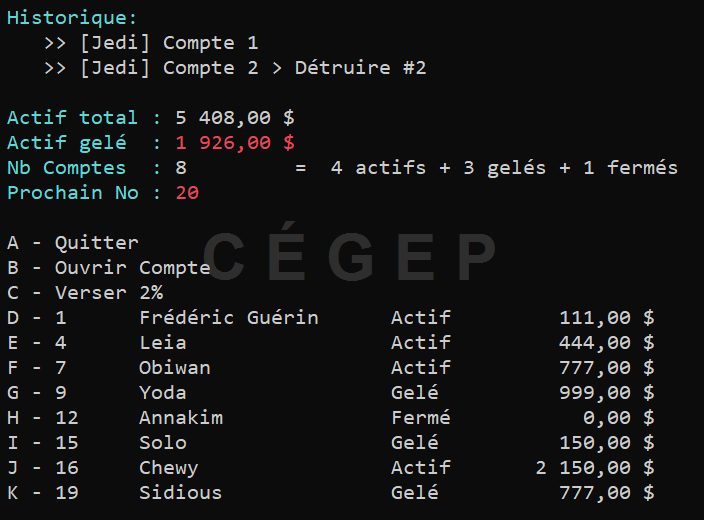 Historique:
>> [Jedi] Compte 1
>> [Jedi] Compte 2 > Détruire #2
Actif total : 5 408,00 $
Actif gelé : 1 926,00 $
Nb Comptes : 8 = 4 actifs + 3 gelés + 1 fermés
Prochain No : 20
A - Quitter
CÉGEP
B - Ouvrir Compte
C - Verser 2%
D - 1 Frédéric Guérin Actif 111,00 $
E - 4 Leia Actif 444,00 $
F - 7 Obiwan Actif 777,00 $
G - 9 Yoda Gelé 999,00 $
H - 12 Annakim Fermé 0,00 $
I - 15 Solo Gelé 150,00 $
J - 16 Chewy Actif 2 150,00 $
K - 19 Sidious Gelé 777,00 $